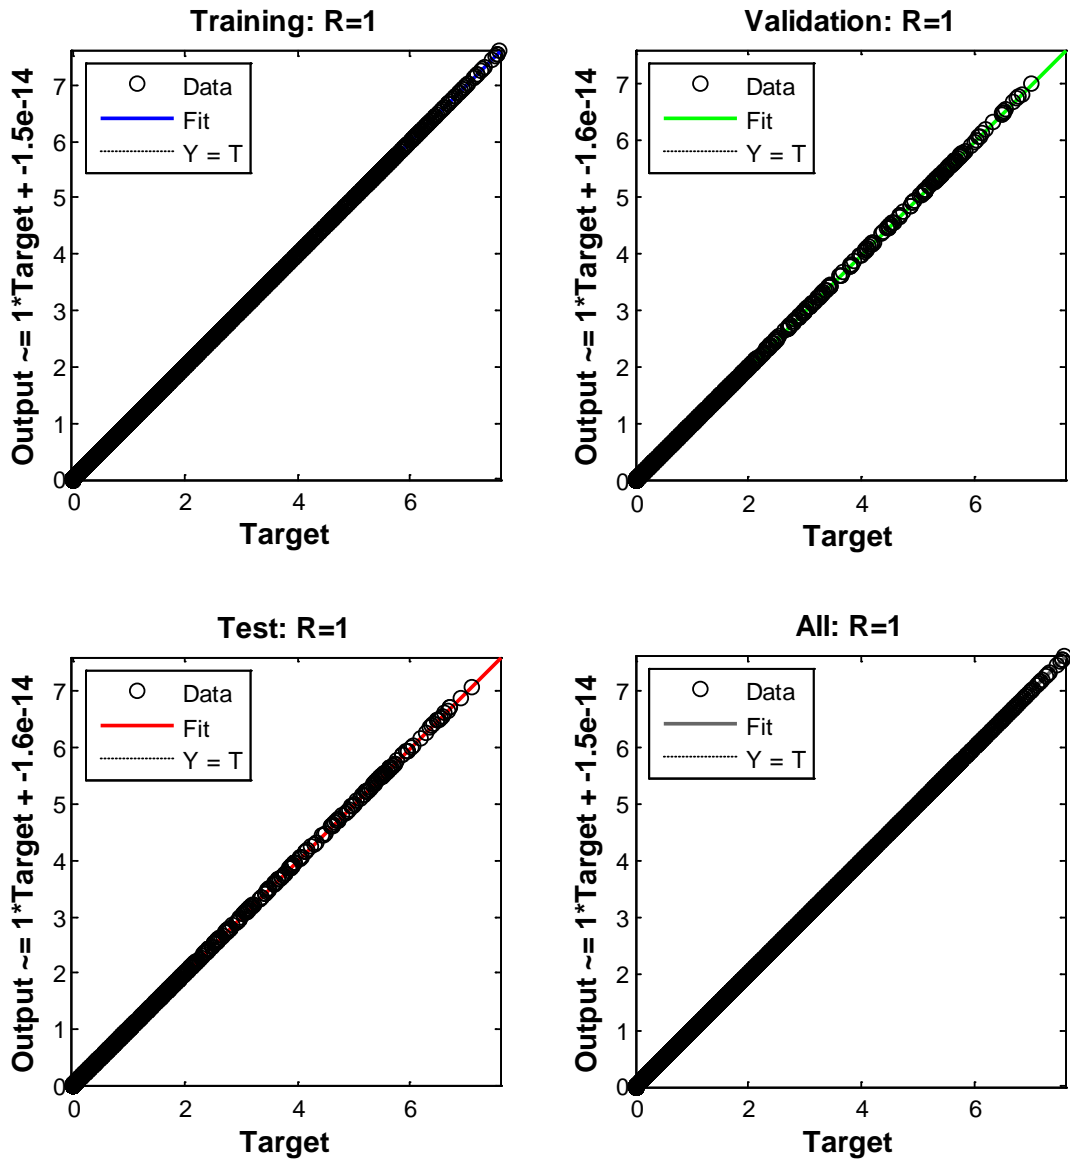 Training: R=1
Output ~= 1*Target + -1.5e-14
7
6
5
4
3
2
1
0
Data
Fit
Y = T
0 2 4 6
Target
Validation: R=1
Output ~= 1*Target + -1.6e-14
7
6
5
4
3
2
1
0
Data
Fit
Y = T
0 2 4 6
Target
Test: R=1
Output ~= 1*Target + -1.6e-14
7
6
5
4
3
2
1
0
Data
Fit
Y = T
0 2 4 6
Target
All: R=1
Output ~= 1*Target + -1.5e-14
7
6
5
4
3
2
1
0
Data
Fit
Y = T
0 2 4 6
Target